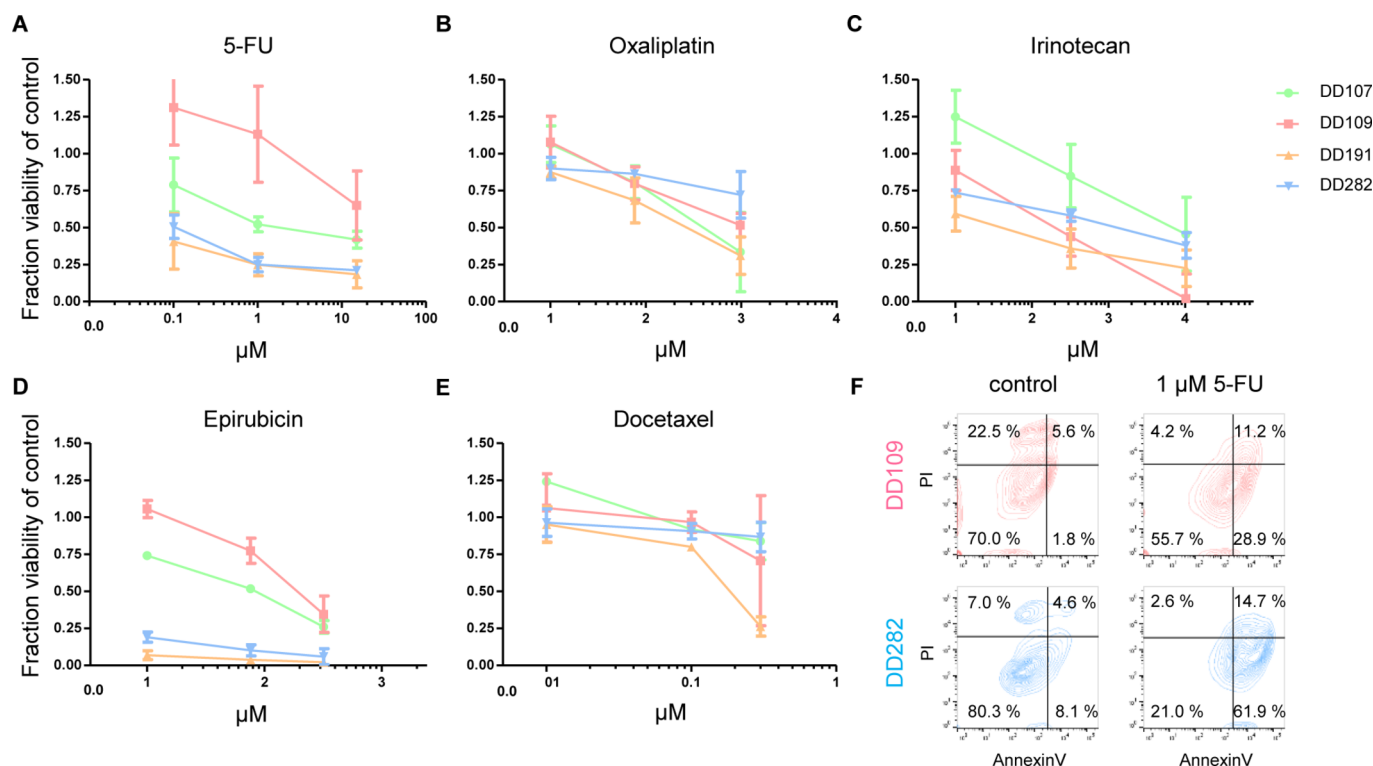 A
5-FU
B
Oxaliplatin
C
Irinotecan
Fraction viability of control
1.50
1.25
1.00
0.75
0.50
0.25
0.00
0.0
0.1
1
10
100
µM
1.50
1.25
1.00
0.75
0.50
0.25
0.00
0.0
1
2
3
4
µM
1.50
1.25
1.00
0.75
0.50
0.25
0.00
0.0
1
2
4
µM
DD107
DD109
DD191
DD282
D
Epirubicin
E
Docetaxel
F
control
1 µM 5-FU
Fraction viability of control
1.50
1.25
1.00
0.75
0.50
0.25
0.00
0.0
1
2
3
µM
1.50
1.25
1.00
0.75
0.50
0.25
0.00
0.0
01
0.1
1
µM
DD109
PI
22.5 %
5.6 %
70.0 %
1.8 %
4.2 %
11.2 %
55.7 %
28.9 %
DD282
PI
7.0 %
4.6 %
80.3 %
8.1 %
2.6 %
14.7 %
21.0 %
61.9 %
AnnexinV
AnnexinV